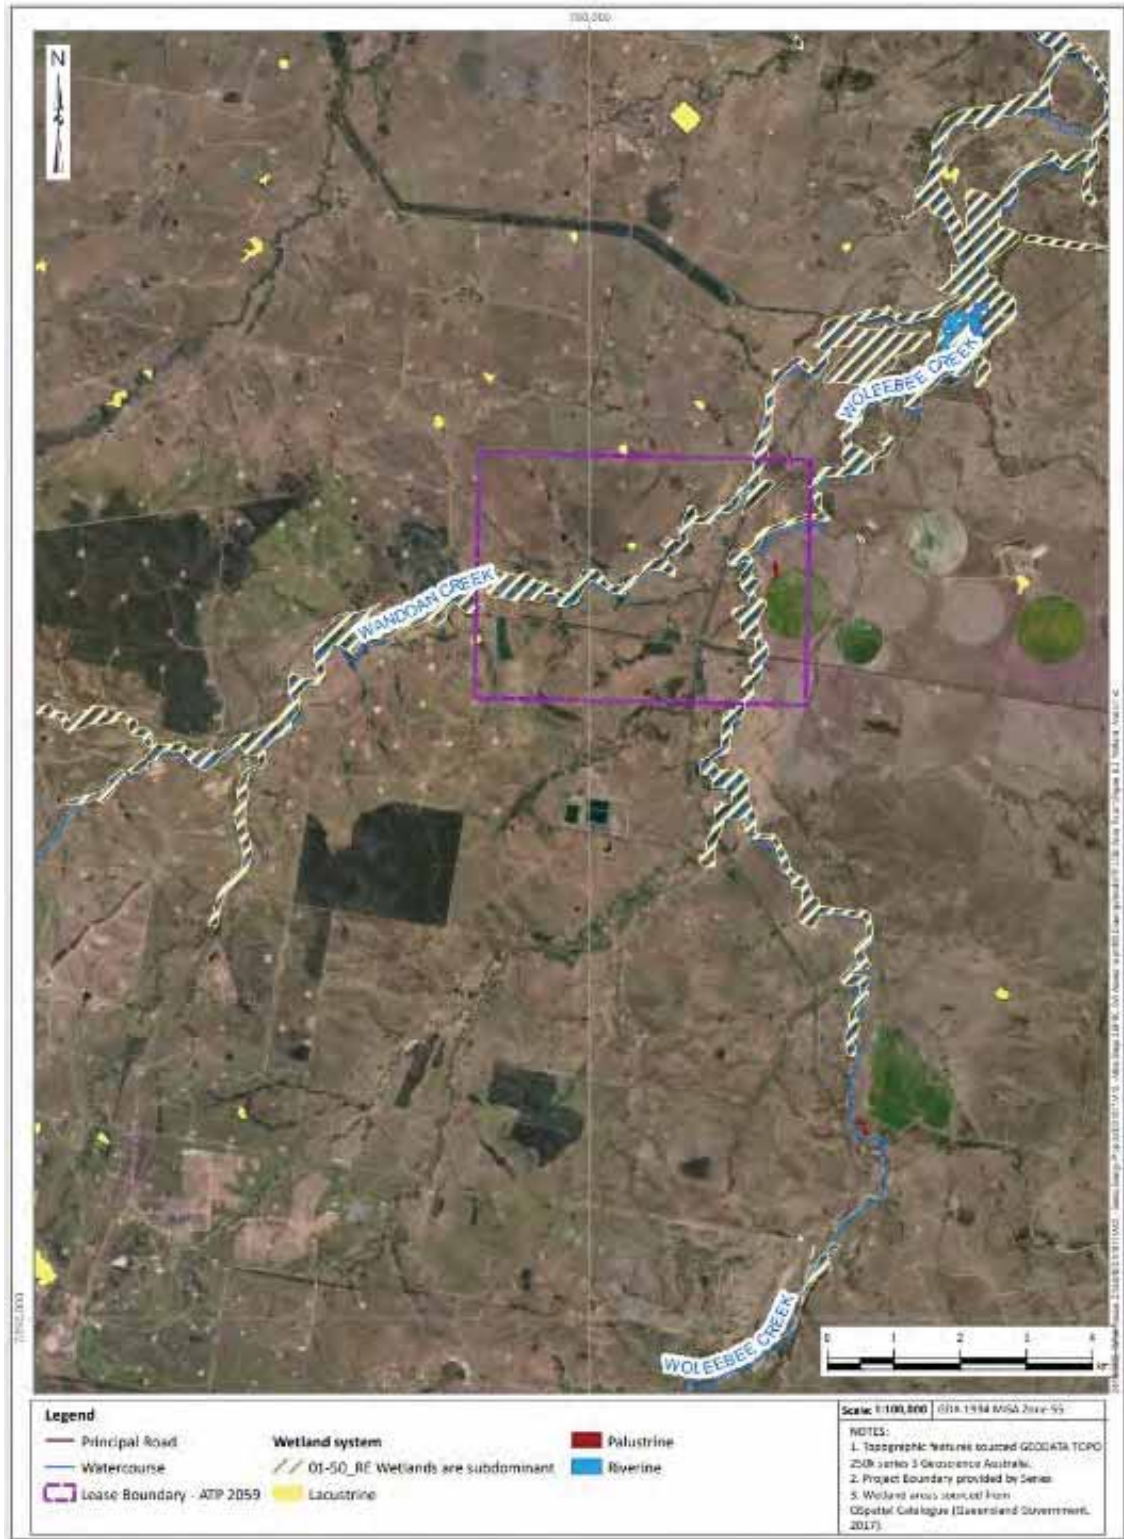 780,000
N
WOLEEBEE CREEK
WANDOAN CREEK
WOLEEBEE CREEK
0 1 2 3 4
Legend
Principal Road
Watercourse
Lease Boundary - ATP 2059
Wetland system
01-50_RE Wetlands are subdominant
Lacustrine
Palustrine
Riverine
Scale: 1:100,000 GDA 1994 MGA Zone 55
NOTES:
1. Topographic features sourced GEODATA TOPO
250k series 3 Geoscience Australia.
2. Project Boundary provided by Senex
3. Wetland areas sourced from
QSpatial Catalogue (Queensland Government,
2017).